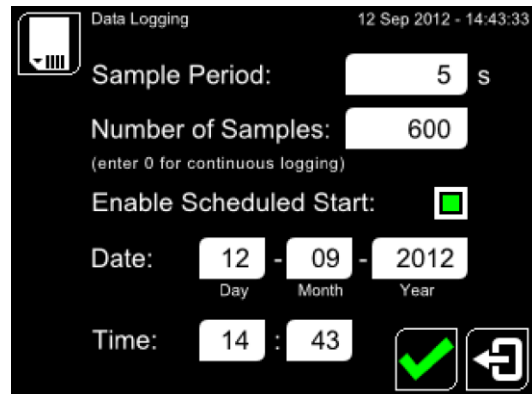 Data Logging 12 Sep 2012 - 14:43:33
Sample Period: 5 s
Number of Samples: 600
(enter 0 for continuous logging)
Enable Scheduled Start:
Date: 12 - 09 - 2012
Day Month Year
Time: 14 : 43